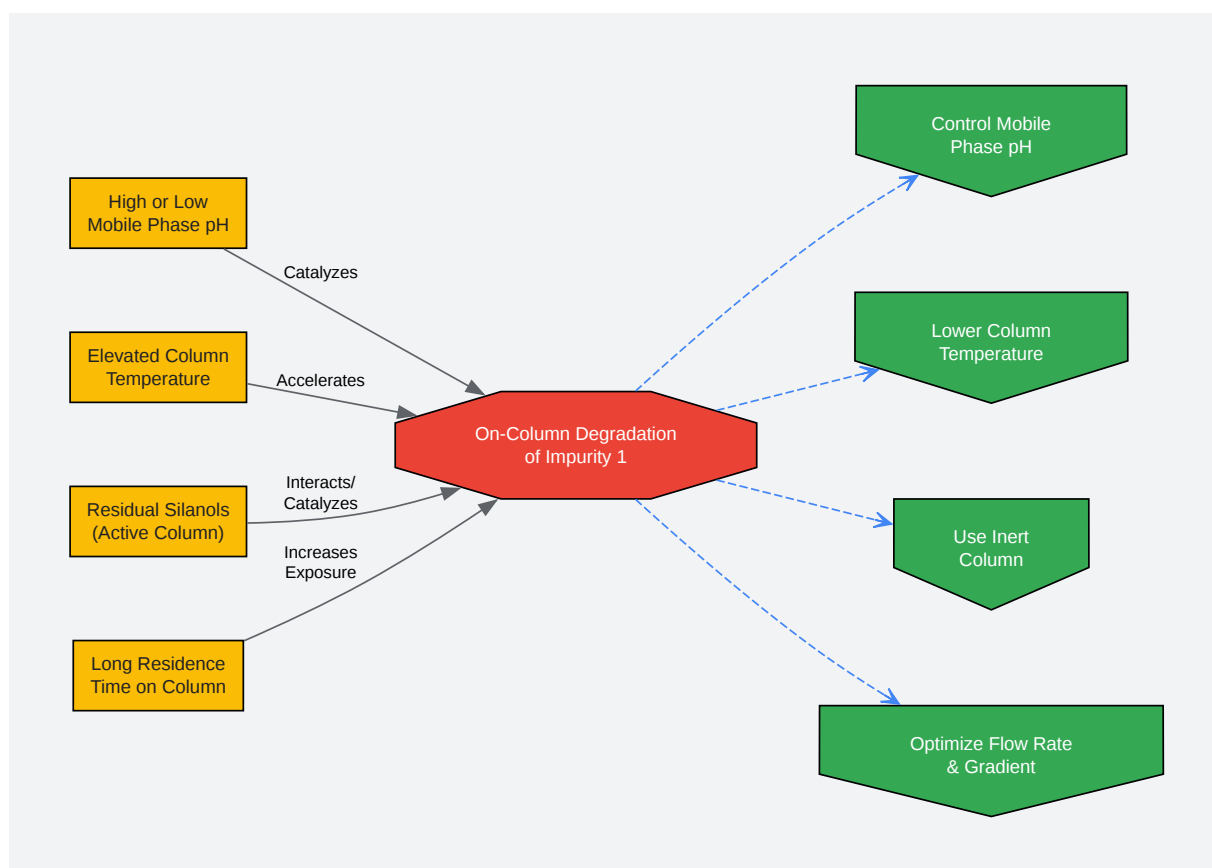 High or Low
Mobile Phase pH
Elevated Column
Temperature
Residual Silanols
(Active Column)
Long Residence
Time on Column
Catalyzes
Accelerates
Interacts/
Catalyzes
Increases
Exposure
On-Column Degradation
of Impurity 1
Control Mobile
Phase pH
Lower Column
Temperature
Use Inert
Column
Optimize Flow Rate
& Gradient